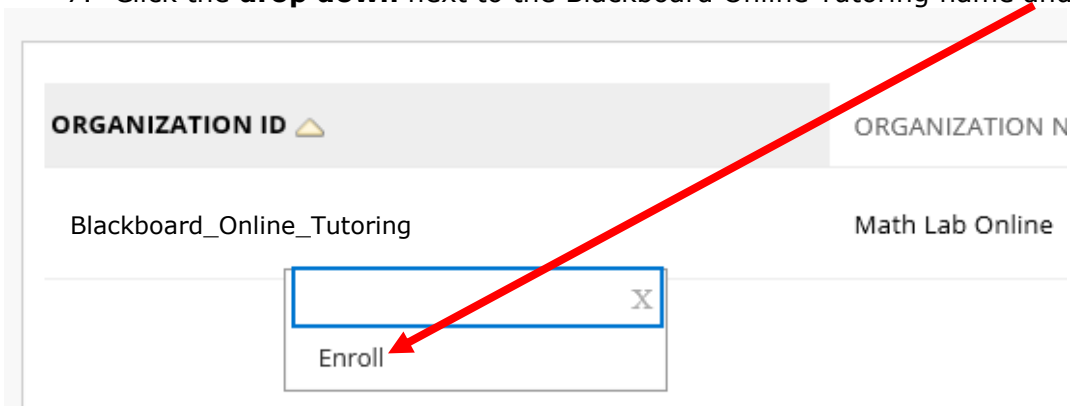 Click the drop down next to the Blackboard Online Tutoring name and
ORGANIZATION ID
ORGANIZATION N
Blackboard_Online_Tutoring
Math Lab Online
X
Enroll